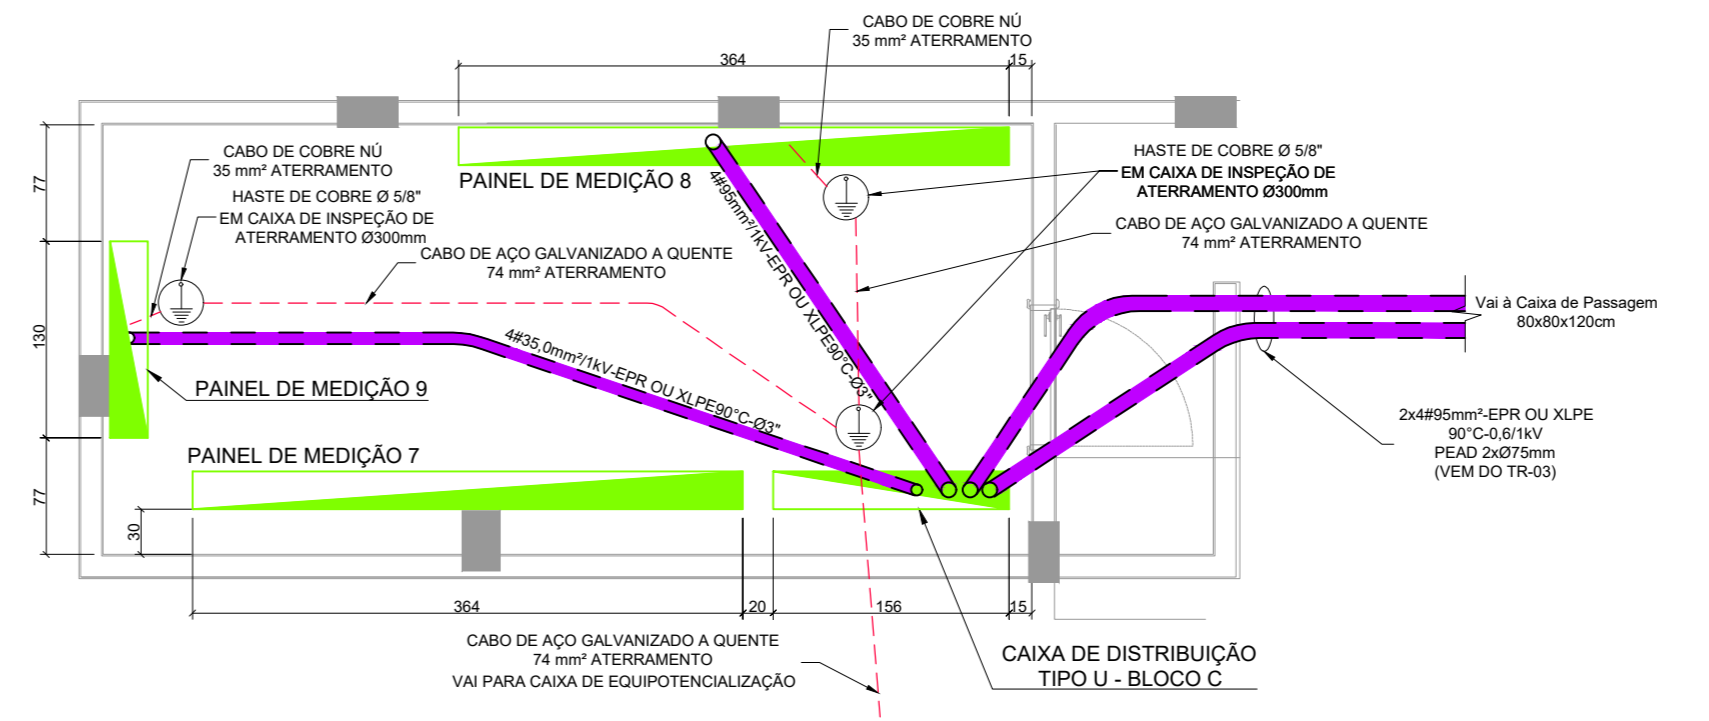 CABO DE COBRE NÚ
35 mm² ATERRAMENTO
364
15
CABO DE COBRE NÚ
35 mm² ATERRAMENTO
HASTE DE COBRE Ø 5/8"
EM CAIXA DE INSPEÇÃO DE
ATERRAMENTO Ø300mm
PAINEL DE MEDIÇÃO 8
HASTE DE COBRE Ø 5/8"
EM CAIXA DE INSPEÇÃO DE
ATERRAMENTO Ø300mm
77
CABO DE AÇO GALVANIZADO A QUENTE
74 mm² ATERRAMENTO
CABO DE AÇO GALVANIZADO A QUENTE
74 mm² ATERRAMENTO
4#95mm²/1kV-EPR OU XLPE90°C-Ø3"
Vai à Caixa de Passagem
80x80x120cm
130
4#35,0mm²/1kV-EPR OU XLPE90°C-Ø3"
PAINEL DE MEDIÇÃO 9
2x4#95mm²-EPR OU XLPE
90°C-0,6/1kV
PEAD 2xØ75mm
(VEM DO TR-03)
PAINEL DE MEDIÇÃO 7
77
30
364
20
156
15
CABO DE AÇO GALVANIZADO A QUENTE
74 mm² ATERRAMENTO
VAI PARA CAIXA DE EQUIPOTENCIALIZAÇÃO
CAIXA DE DISTRIBUIÇÃO
TIPO U - BLOCO C